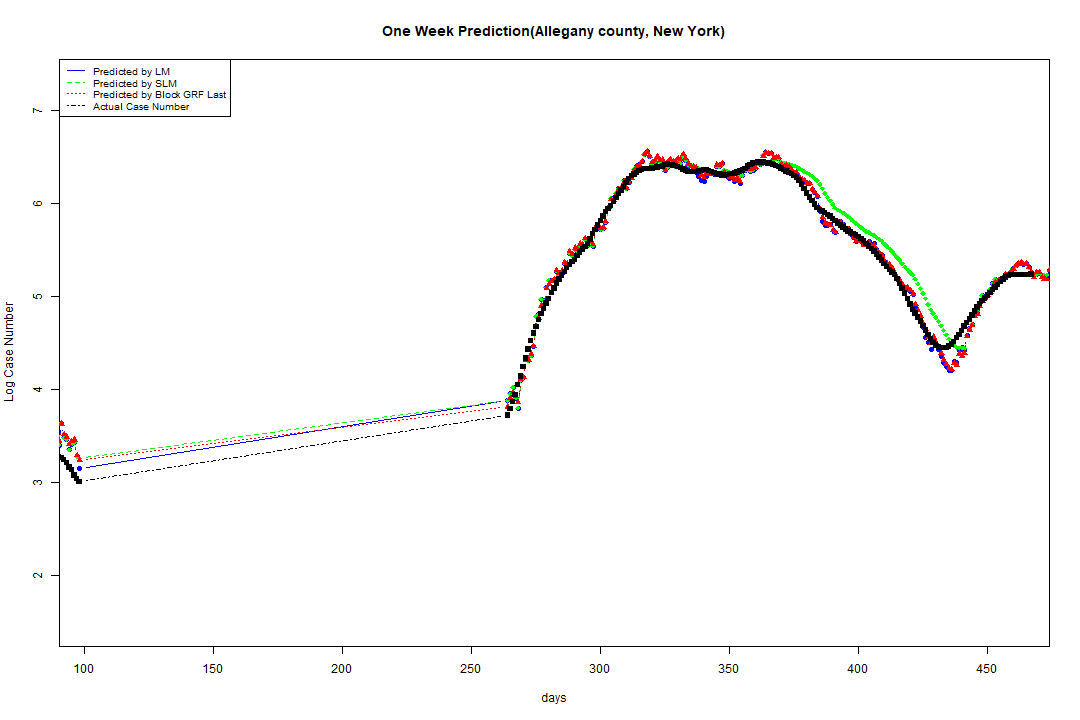 One Week Prediction(Allegany county, New York)
Predicted by LM
Predicted by SLM
Predicted by Block GRF Last
Actual Case Number
7
6
5
4
3
2
Log Case Number
100 150 200 250 300 350 400 450
days